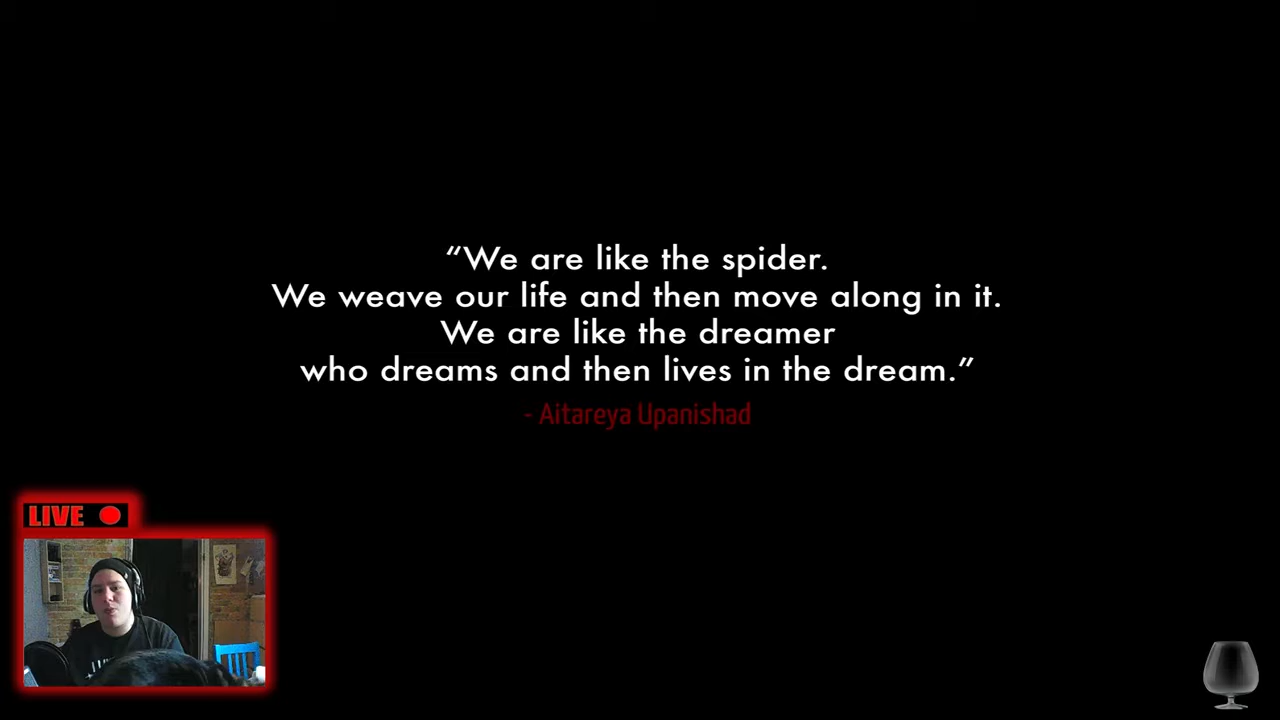 “We are like the spider.
We weave our life and then move along in it.
We are like the dreamer
who dreams and then lives in the dream.”
- Aitareya Upanishad
LIVE